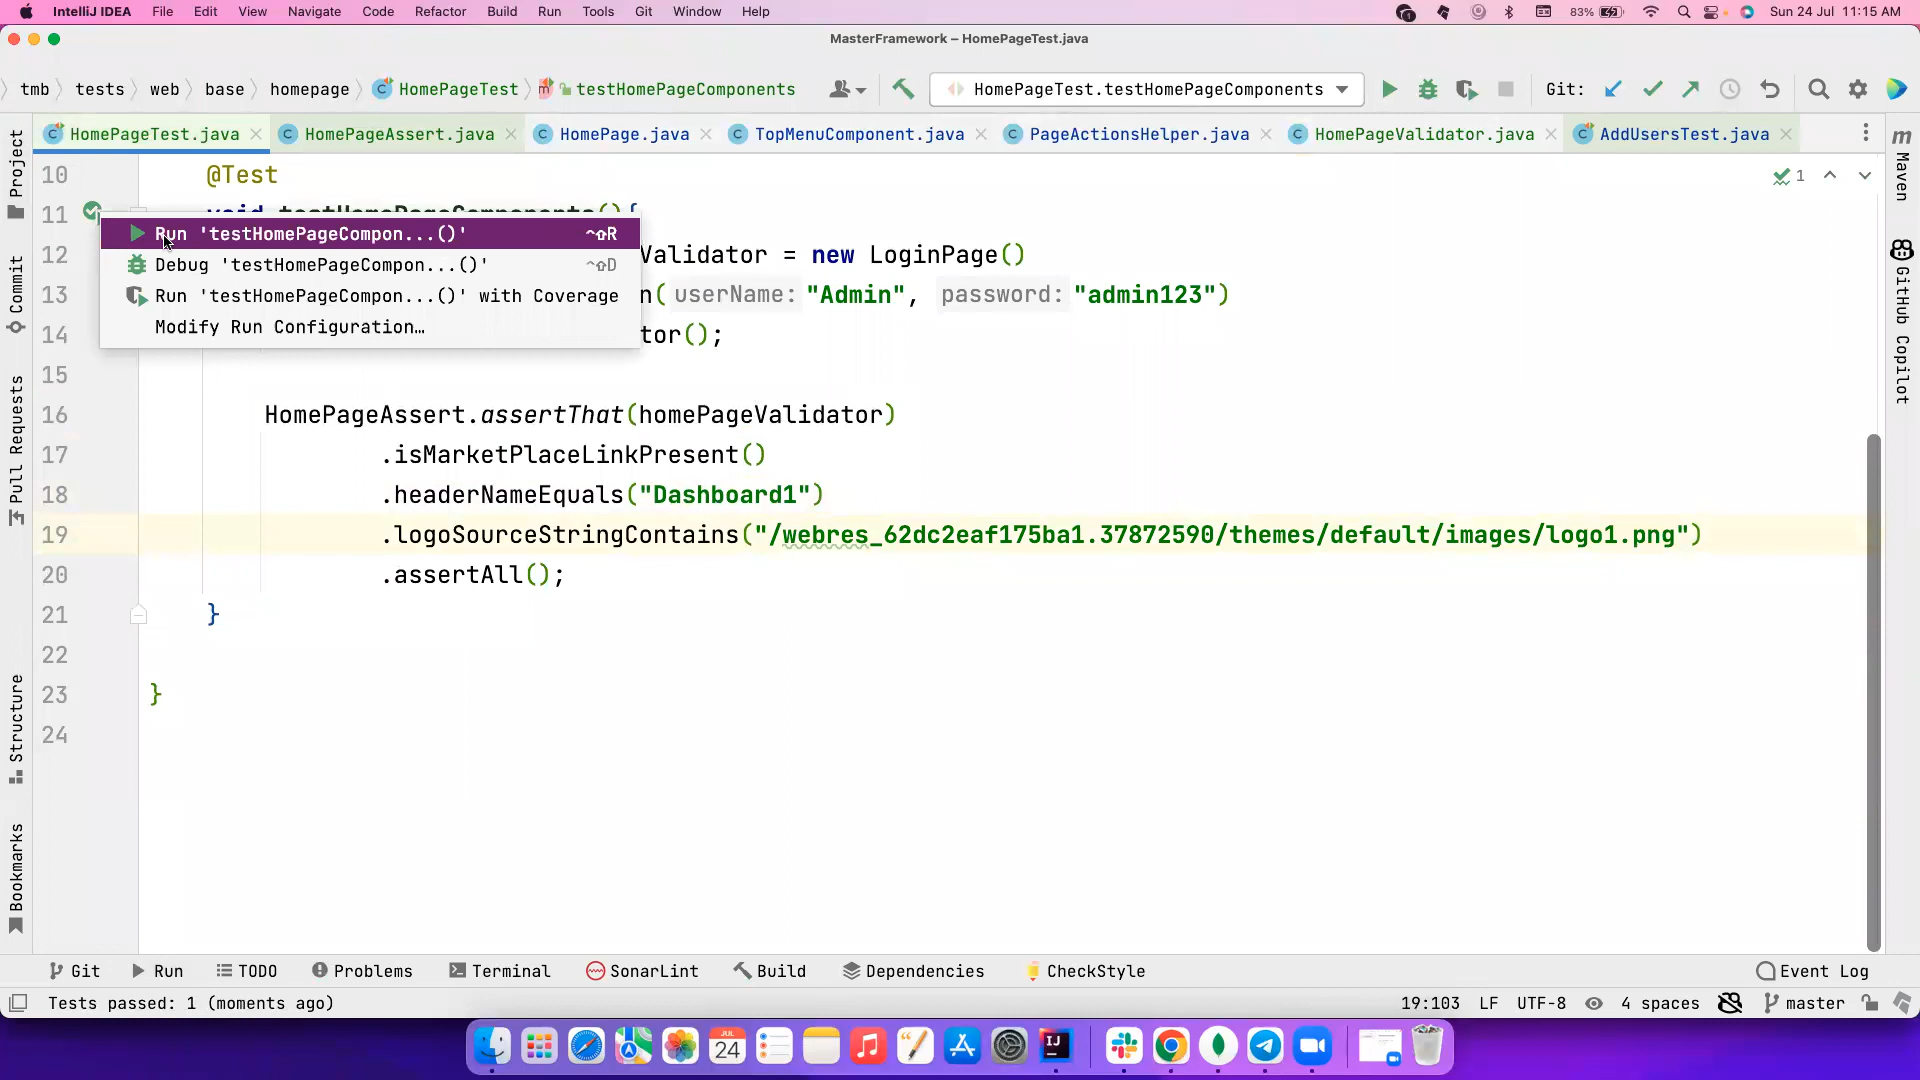 IntelliJ IDEA File Edit View Navigate Code Refactor Build Run Tools Git Window Help 83% Sun 24 Jul 11:15 AM
MasterFramework – HomePageTest.java
tmb tests web base homepage HomePageTest testHomePageComponents HomePageTest.testHomePageComponents Git:
HomePageTest.java HomePageAssert.java HomePage.java TopMenuComponent.java PageActionsHelper.java HomePageValidator.java AddUsersTest.java
10 @Test 1
11 void testHomePageComponents(){
Run 'testHomePageCompon...()' ^⇧R
12 Validator = new LoginPage()
Debug 'testHomePageCompon...()' ^⇧D
13 n( userName: "Admin", password: "admin123")
Run 'testHomePageCompon...()' with Coverage
Modify Run Configuration…
14 tor();
15
16 HomePageAssert.assertThat(homePageValidator)
17 .isMarketPlaceLinkPresent()
18 .headerNameEquals("Dashboard1")
19 .logoSourceStringContains("/webres_62dc2eaf175ba1.37872590/themes/default/images/logo1.png")
20 .assertAll();
21 }
22
23 }
24
Project
Commit
Pull Requests
Structure
Bookmarks
m Maven
GitHub Copilot
Git Run TODO Problems Terminal SonarLint Build Dependencies CheckStyle Event Log
Tests passed: 1 (moments ago) 19:103 LF UTF-8 4 spaces master
JUL
24
IJ